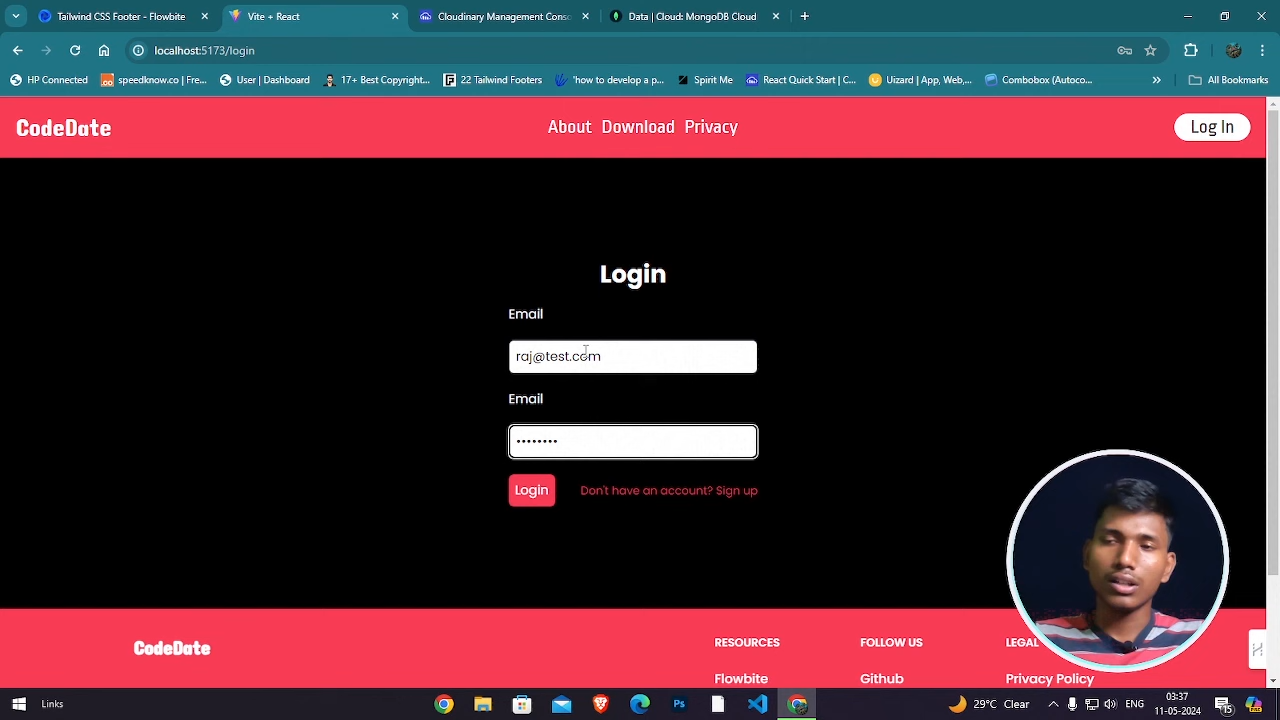 Tailwind CSS Footer - Flowbite
Vite + React
Cloudinary Management Conso
Data | Cloud: MongoDB Cloud
localhost:5173/login
HP Connected
speedknow.co | Fre...
User | Dashboard
17+ Best Copyright...
22 Tailwind Footers
'how to develop a p...
Spirit Me
React Quick Start | C...
Uizard | App, Web,...
Combobox (Autoco...
All Bookmarks
CodeDate
About Download Privacy
Log In
Login
Email
raj@test.com
Email
••••••••
Login
Don't have an account? Sign up
CodeDate
RESOURCES
FOLLOW US
LEGAL
Flowbite
Github
Privacy Policy
Links
29°C Clear
ENG
03:37
11-05-2024